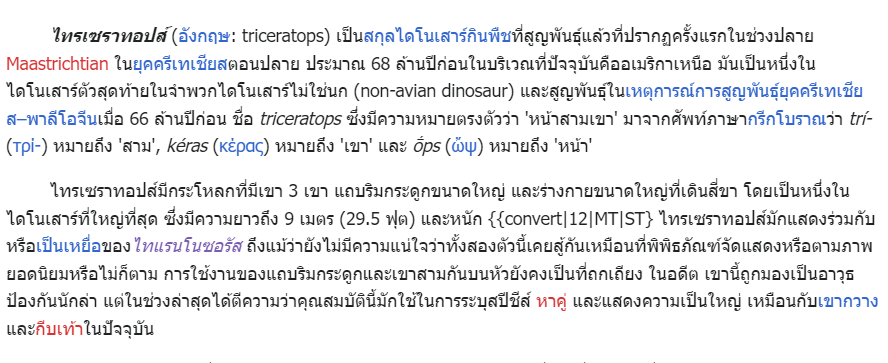 ไทรเซราทอปส์ (อังกฤษ: triceratops) เป็นสกุลไดโนเสาร์กินพืชที่สูญพันธุ์แล้วที่ปรากฏครั้งแรกในช่วงปลาย
Maastrichtian ในยุคครีเทเชียสตอนปลาย ประมาณ 68 ล้านปีก่อนในบริเวณที่ปัจจุบันคืออเมริกาเหนือ มันเป็นหนึ่งใน
ไดโนเสาร์ตัวสุดท้ายในจำพวกไดโนเสาร์ไม่ใช่นก (non-avian dinosaur) และสูญพันธุ์ในเหตุการณ์การสูญพันธุ์ยุคครีเทเชีย
ส–พาลีโอจีนเมื่อ 66 ล้านปีก่อน ชื่อ triceratops ซึ่งมีความหมายตรงตัวว่า 'หน้าสามเขา' มาจากศัพท์ภาษากรีกโบราณว่า trí-
(τρί-) หมายถึง 'สาม', kéras (κέρας) หมายถึง 'เขา' และ ṓps (ὤψ) หมายถึง 'หน้า'
ไทรเซราทอปส์มีกระโหลกที่มีเขา 3 เขา แถบริมกระดูกขนาดใหญ่ และร่างกายขนาดใหญ่ที่เดินสี่ขา โดยเป็นหนึ่งใน
ไดโนเสาร์ที่ใหญ่ที่สุด ซึ่งมีความยาวถึง 9 เมตร (29.5 ฟุต) และหนัก {{convert|12|MT|ST} ไทรเซราทอปส์มักแสดงร่วมกับ
หรือเป็นเหยื่อของไทแรนโนซอรัส ถึงแม้ว่ายังไม่มีความแน่ใจว่าทั้งสองตัวนี้เคยสู้กันเหมือนที่พิพิธภัณฑ์จัดแสดงหรือตามภาพ
ยอดนิยมหรือไม่ก็ตาม การใช้งานของแถบริมกระดูกและเขาสามกันบนหัวยังคงเป็นที่ถกเถียง ในอดีต เขานี้ถูกมองเป็นอาวุธ
ป้องกันนักล่า แต่ในช่วงล่าสุดได้ตีความว่าคุณสมบัตินี้มักใช้ในการระบุสปีชีส์ หาคู่ และแสดงความเป็นใหญ่ เหมือนกับเขากวาง
และกีบเท้าในปัจจุบัน